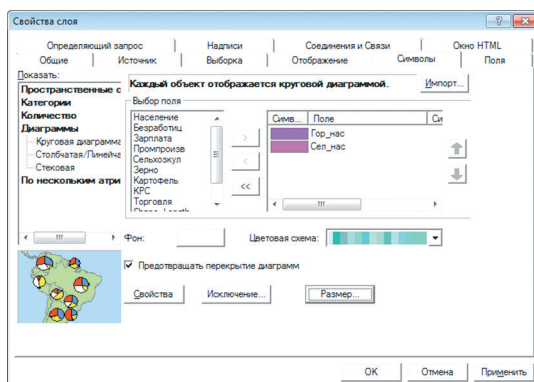 Свойства слоя
Определяющий запрос Надписи Соединения и Связи Окно HTML
Общие Источник Выборка Отображение Символы Поля
Показать:
Пространственные о
Категории
Количество
Диаграммы
Круговая диаграмма
Столбчатая/Линейча
Стековая
По нескольким атри
Каждый объект отображается круговой диаграммой.
Импорт...
Выбор поля
Население
Безработиц
Зарплата
Промпроизв
Сельхозкул
Зерно
Картофель
КРС
Торговля
Shape_Length
>
<
<<
Симв... Поле Си
Гор_нас
Сел_нас
Фон:
Цветовая схема:
Предотвращать перекрытие диаграмм
Свойства
Исключение...
Размер...
OK
Отмена
Применить